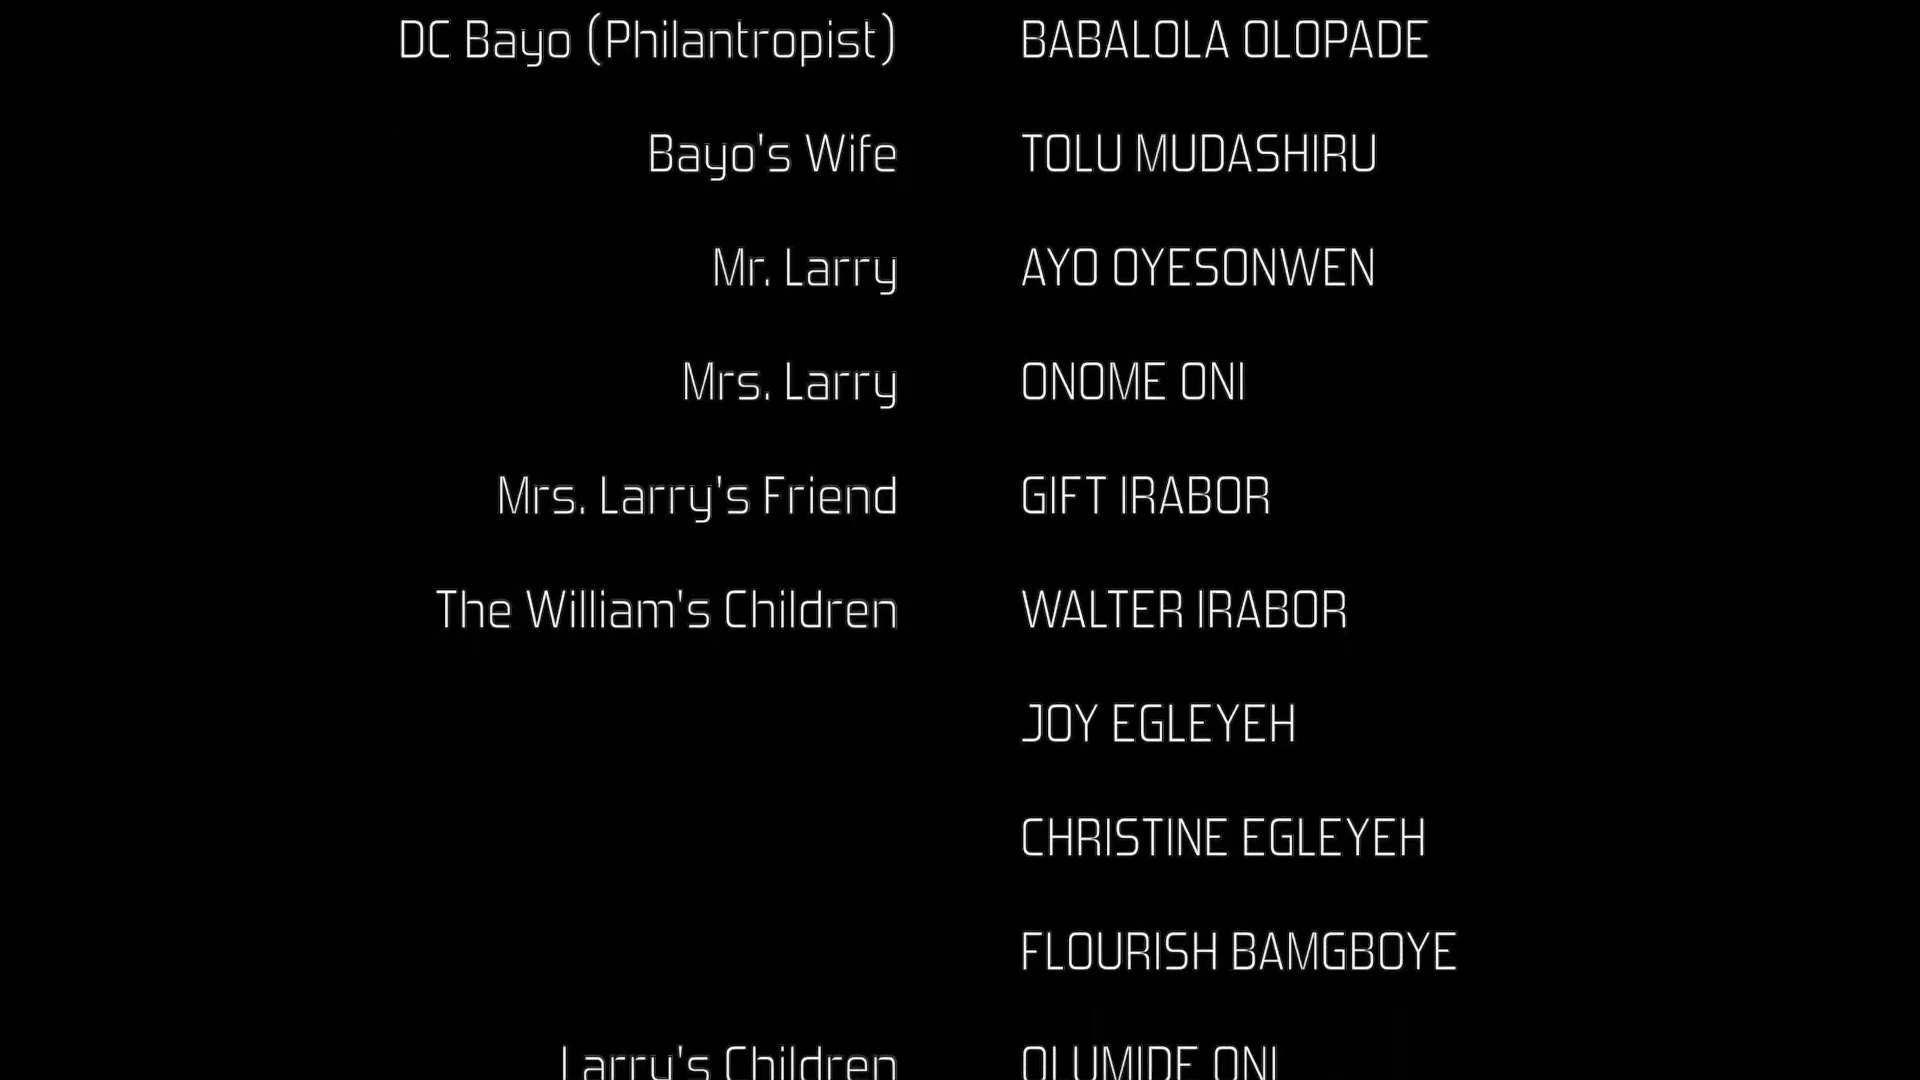 DC Bayo (Philantropist) BABALOLA OLOPADE
Bayo's Wife TOLU MUDASHIRU
Mr. Larry AYO OYESONWEN
Mrs. Larry ONOME ONI
Mrs. Larry's Friend GIFT IRABOR
The William's Children WALTER IRABOR
JOY EGLEYEH
CHRISTINE EGLEYEH
FLOURISH BAMGBOYE
Larry's Children OLUMIDE ONI